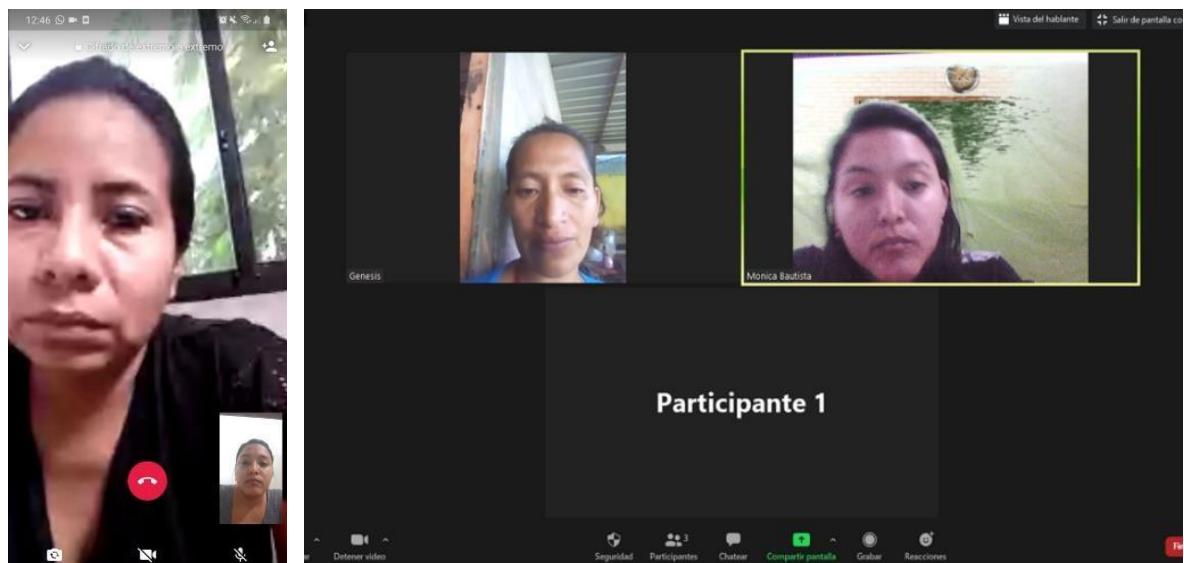 12:46
Cifrado de extremo a extremo
Vista del hablante
Salir de pantalla co
Genesis
Monica Bautista
Participante 1
ar
Detener video
Seguridad
Participantes
3
Chatear
Compartir pantalla
Grabar
Reacciones
Fin